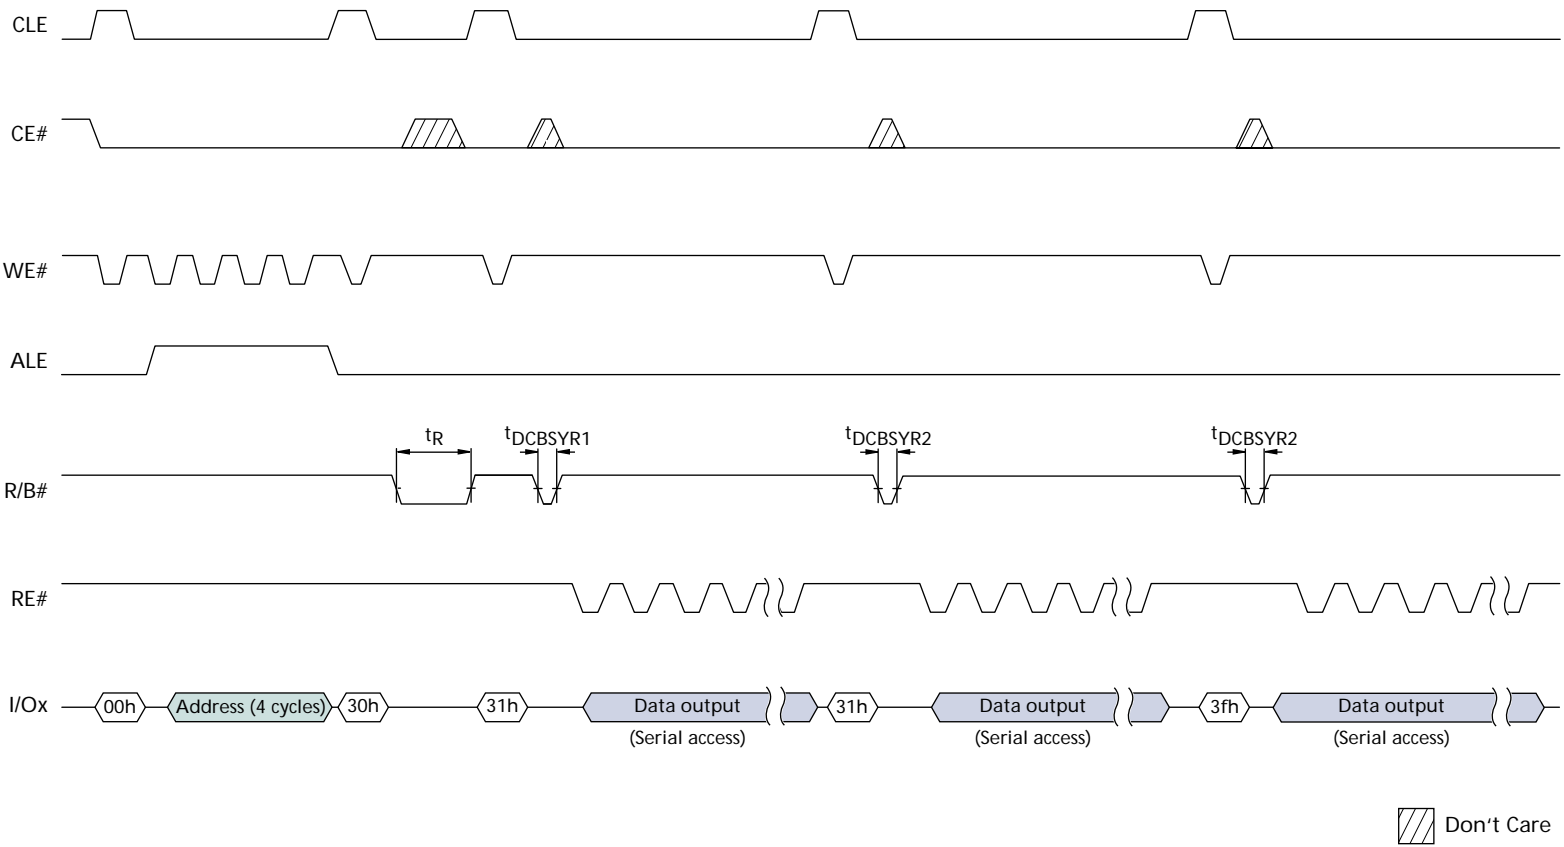 CLE
CE#
WE#
ALE
tR tDCBSYR1 tDCBSYR2 tDCBSYR2
R/B#
RE#
I/Ox 00h Address (4 cycles) 30h 31h Data output 31h Data output 3fh Data output
(Serial access) (Serial access) (Serial access)
Don't Care